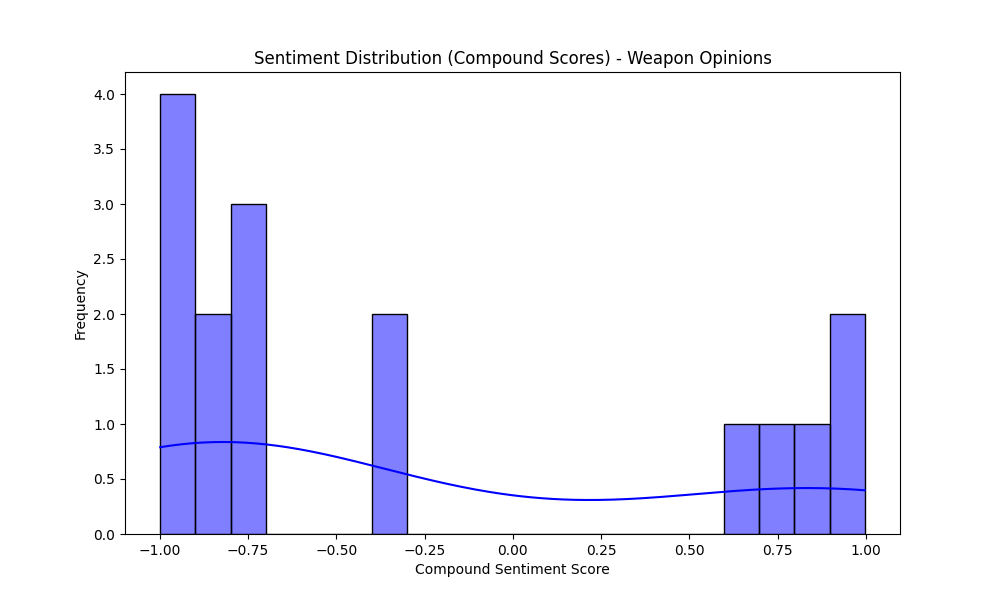 Sentiment Distribution (Compound Scores) - Weapon Opinions
4.0
3.5
3.0
2.5
2.0
1.5
1.0
0.5
0.0
Frequency
−1.00 −0.75 −0.50 −0.25 0.00 0.25 0.50 0.75 1.00
Compound Sentiment Score